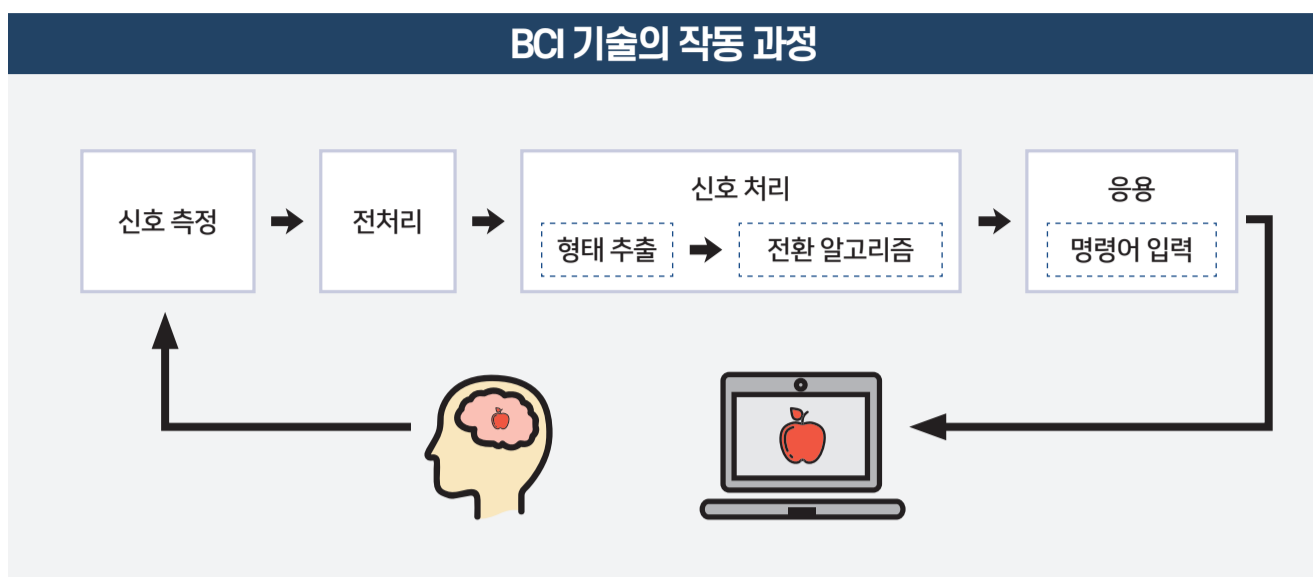 BCI 기술의 작동 과정
신호 측정
전처리
신호 처리
형태 추출
전환 알고리즘
응용
명령어 입력